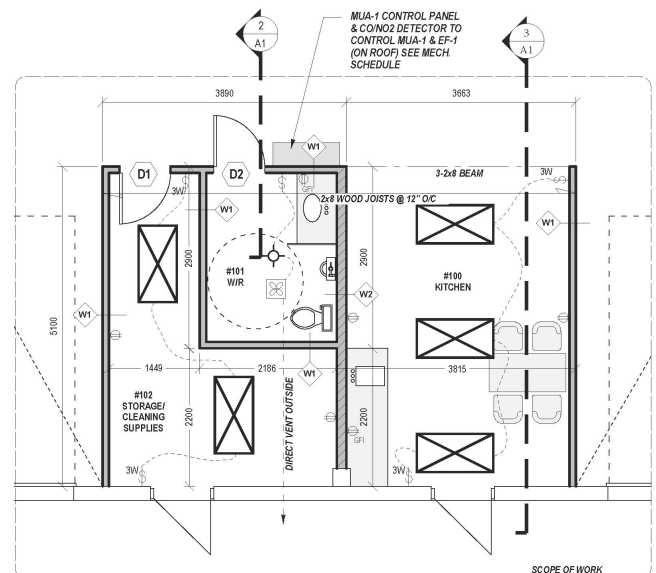 MUA-1 CONTROL PANEL
& CO/NO2 DETECTOR TO
CONTROL MUA-1 & EF-1
(ON ROOF) SEE MECH.
SCHEDULE
2
A1
3
A1
3890
3663
W1
D1
D2
3-2x8 BEAM
3W
3W
GFI
2x8 WOOD JOISTS @ 12" O/C
W1
W1
2900
2900
#101
W/R
#100
KITCHEN
W2
W1
5100
W1
1449
2186
3815
#102
STORAGE/
CLEANING
SUPPLIES
2200
2200
DIRECT VENT OUTSIDE
GFI
3W
3W
SCOPE OF WORK